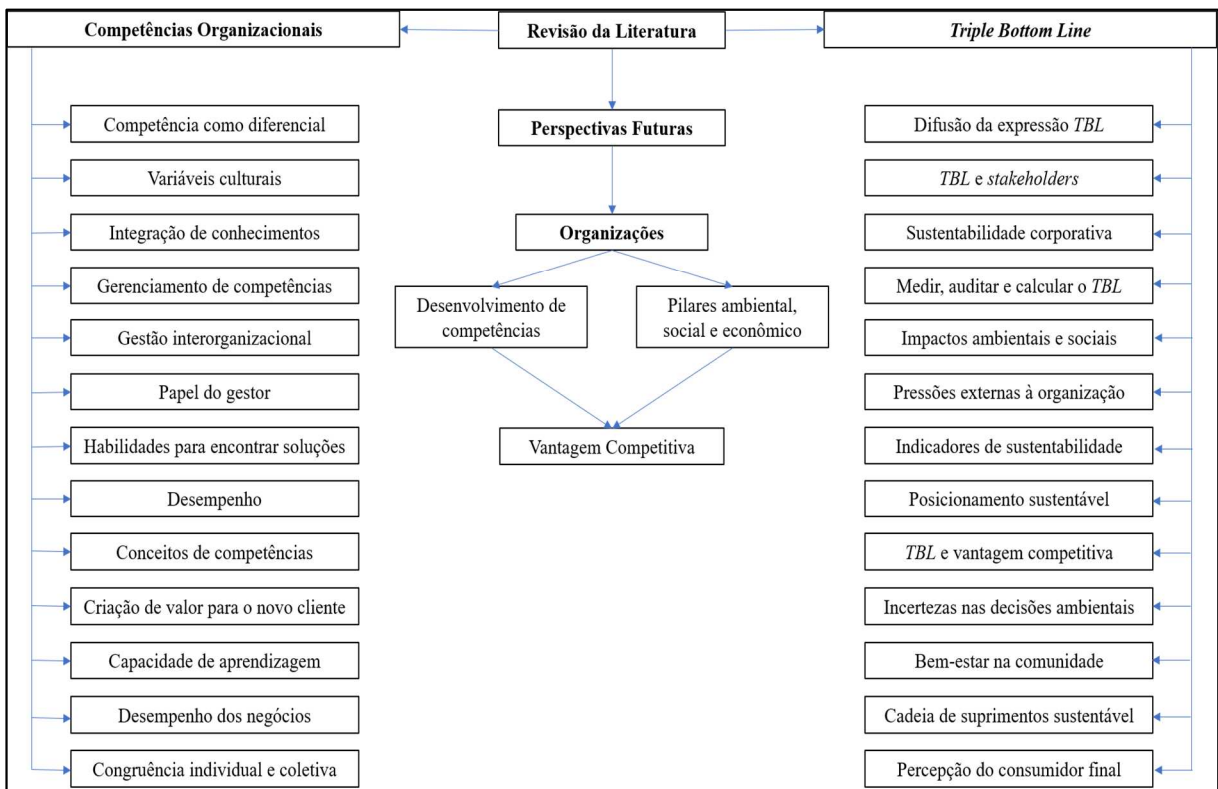 Competências Organizacionais
Revisão da Literatura
Triple Bottom Line
Competência como diferencial
Variáveis culturais
Integração de conhecimentos
Gerenciamento de competências
Gestão interorganizacional
Papel do gestor
Habilidades para encontrar soluções
Desempenho
Conceitos de competências
Criação de valor para o novo cliente
Capacidade de aprendizagem
Desempenho dos negócios
Congruência individual e coletiva
Perspectivas Futuras
Organizações
Desenvolvimento de
competências
Pilares ambiental,
social e econômico
Vantagem Competitiva
Difusão da expressão TBL
TBL e stakeholders
Sustentabilidade corporativa
Medir, auditar e calcular o TBL
Impactos ambientais e sociais
Pressões externas à organização
Indicadores de sustentabilidade
Posicionamento sustentável
TBL e vantagem competitiva
Incertezas nas decisões ambientais
Bem-estar na comunidade
Cadeia de suprimentos sustentável
Percepção do consumidor final